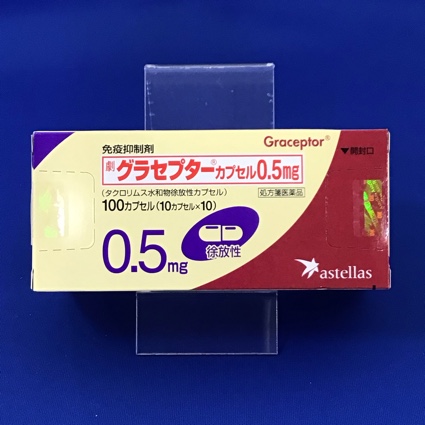 Graceptor®
免疫抑制剤
▼開封口
劇 グラセプター®カプセル0.5mg
(タクロリムス水和物徐放性カプセル)
処方箋医薬品
100カプセル(10カプセル×10)
0.5mg
徐放性
astellas